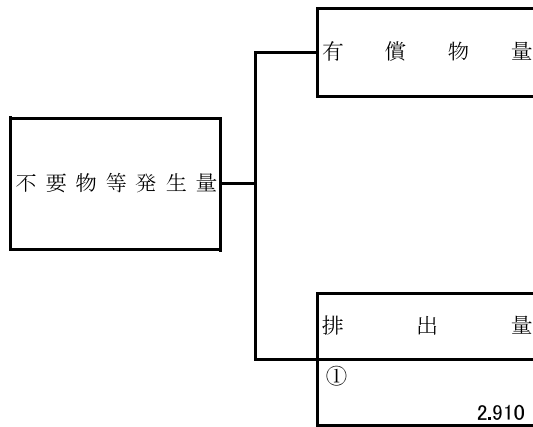 有償物量
不要物等発生量
排出量
①
2.910